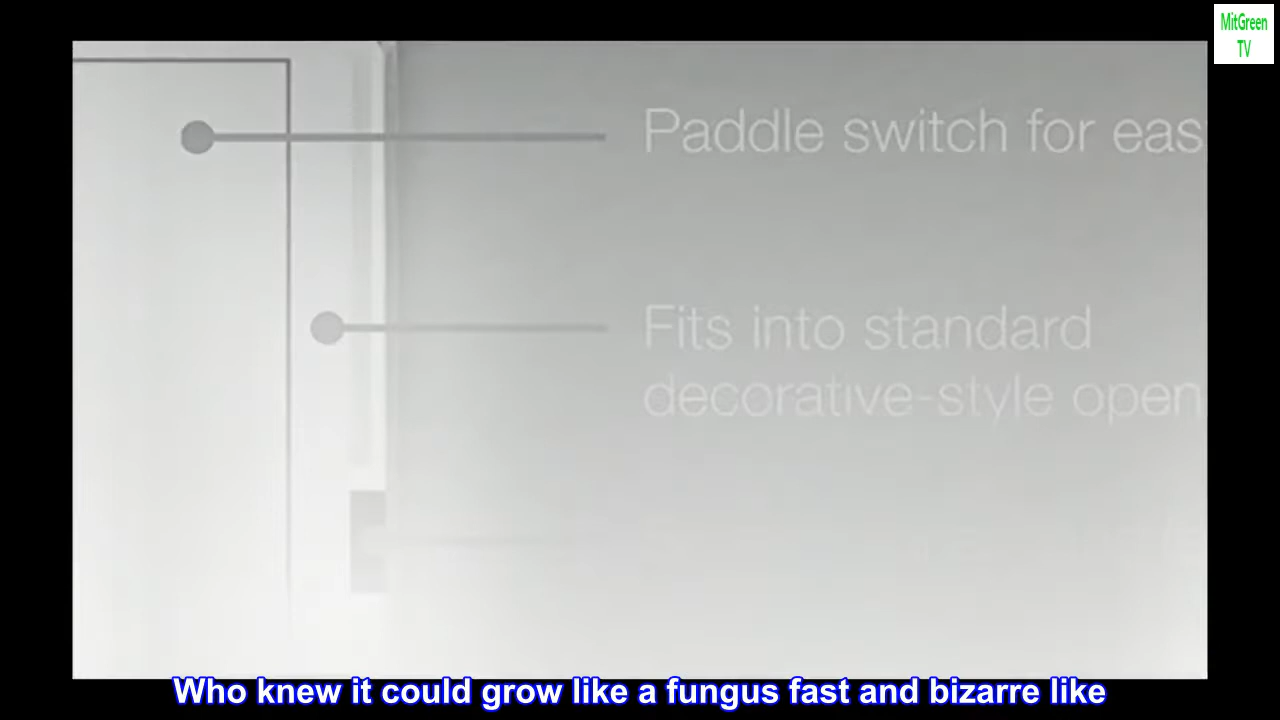 MitGreen
TV
Paddle switch for eas
Fits into standard
decorative-style open
Who knew it could grow like a fungus fast and bizarre like